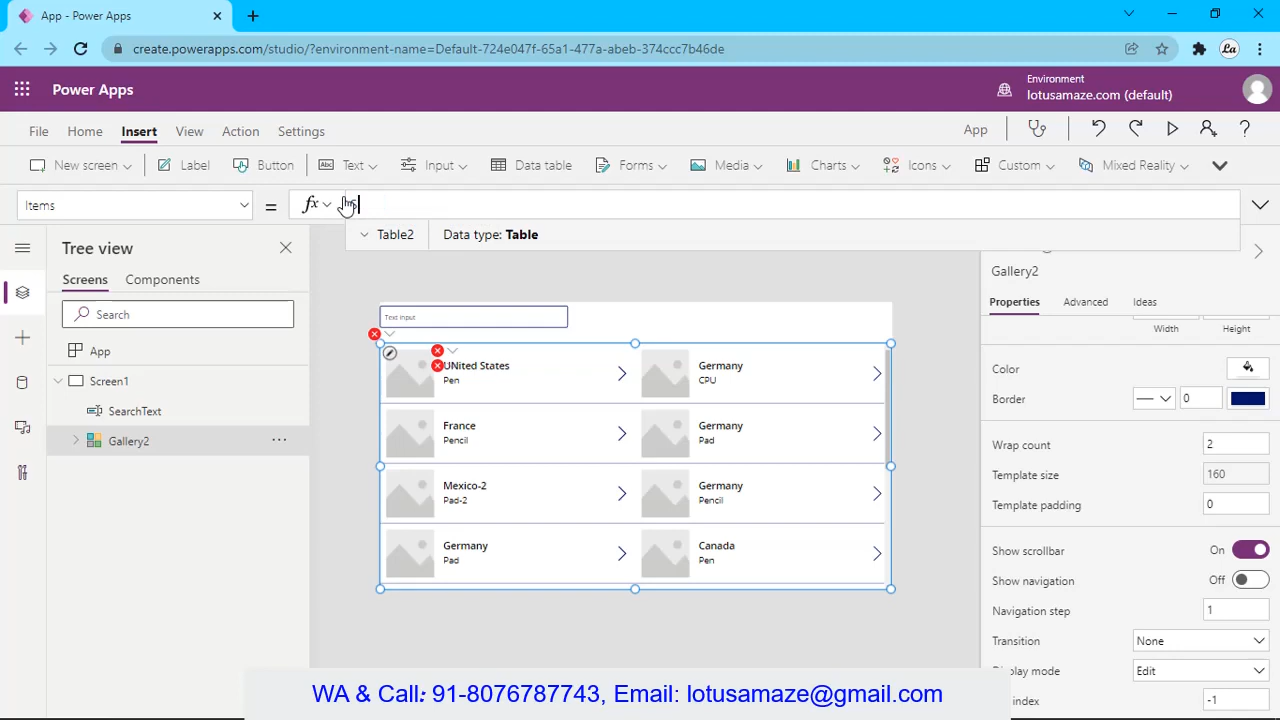 App - Power Apps
create.powerapps.com/studio/?environment-name=Default-724e047f-65a1-477a-abeb-374ccc7b46de
La
Power Apps
Environment
lotusamaze.com (default)
File Home Insert View Action Settings
App
New screen Label Button Text Input Data table Forms Media Charts Icons Custom Mixed Reality
Items = fx
Table2 Data type: Table
Tree view
Screens Components
Search
App
Screen1
SearchText
Gallery2
Text input
UNited States
Pen
Germany
CPU
France
Pencil
Germany
Pad
Mexico-2
Pad-2
Germany
Pencil
Germany
Pad
Canada
Pen
Gallery2
Properties Advanced Ideas
Width Height
Color
Border 0
Wrap count 2
Template size 160
Template padding 0
Show scrollbar On
Show navigation Off
Navigation step 1
Transition None
Display mode Edit
index -1
WA & Call: 91-8076787743, Email: lotusamaze@gmail.com